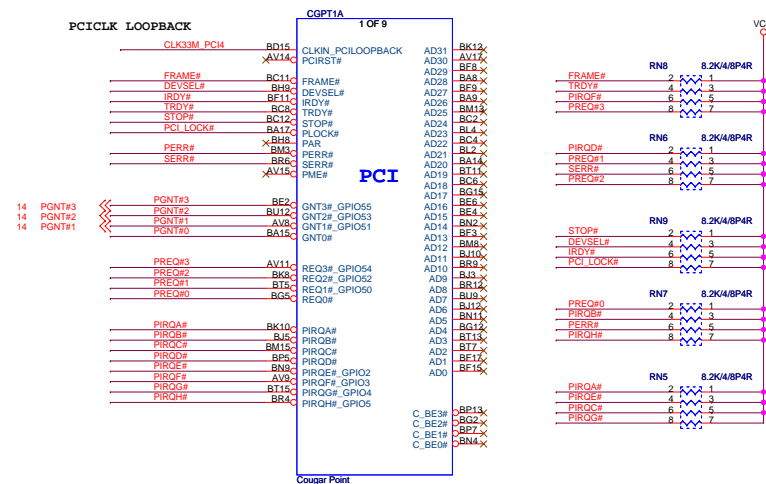 PCICLK LOOPBACK
CGPT1A
1 OF 9
VC
CLK33M_PCI4 BD15 CLKIN_PCILOOPBACK AD31 BK12
AV14 PCIRST# AD30 AV17
AD29 BF8
FRAME# BC11 FRAME# AD28 BA8
DEVSEL# BH9 DEVSEL# AD27 BF9
IRDY# BF11 IRDY# AD26 BA9
TRDY# BC8 TRDY# AD25 BM13
STOP# BC12 STOP# AD24 BC2
PCI_LOCK# BA17 PLOCK# AD23 BL4
BH8 PAR AD22 BC4
PERR# BM3 PERR# AD21 BL2
SERR# BR6 SERR# AD20 BA14
AV15 PME# AD19 BT11
PCI
AD18 BC6
AD17 BG15
14 PGNT#3 PGNT#3 BE2 GNT3#_GPIO55 AD16 BE6
14 PGNT#2 PGNT#2 BU12 GNT2#_GPIO53 AD15 BE4
14 PGNT#1 PGNT#1 AV8 GNT1#_GPIO51 AD14 BN2
PGNT#0 BA15 GNT0# AD13 BF3
AD12 BM8
AD11 BJ10
PREQ#3 AV11 REQ3#_GPIO54 AD10 BR9
PREQ#2 BK8 REQ2#_GPIO52 AD9 BJ3
PREQ#1 BT5 REQ1#_GPIO50 AD8 BR12
PREQ#0 BG5 REQ0# AD7 BU9
AD6 BJ12
AD5 BN11
PIRQA# BK10 PIRQA# AD4 BG12
PIRQB# BJ5 PIRQB# AD3 BT13
PIRQC# BM15 PIRQC# AD2 BT7
PIRQD# BP5 PIRQD# AD1 BF17
PIRQE# BN9 PIRQE#_GPIO2 AD0 BF15
PIRQF# AV9 PIRQF#_GPIO3
PIRQG# BT15 PIRQG#_GPIO4
PIRQH# BR4 PIRQH#_GPIO5
C_BE3# BP13
C_BE2# BG2
C_BE1# BP7
C_BE0# BN4
Cougar Point
RN8 8.2K/4/8P4R
FRAME# 2 1
TRDY# 4 3
PIRQF# 6 5
PREQ#3 8 7
RN6 8.2K/4/8P4R
PIRQD# 2 1
PREQ#1 4 3
SERR# 6 5
PREQ#2 8 7
RN9 8.2K/4/8P4R
STOP# 2 1
DEVSEL# 4 3
IRDY# 6 5
PCI_LOCK# 8 7
RN7 8.2K/4/8P4R
PREQ#0 2 1
PIRQB# 4 3
PERR# 6 5
PIRQH# 8 7
RN5 8.2K/4/8P4R
PIRQA# 2 1
PIRQE# 4 3
PIRQC# 6 5
PIRQG# 8 7